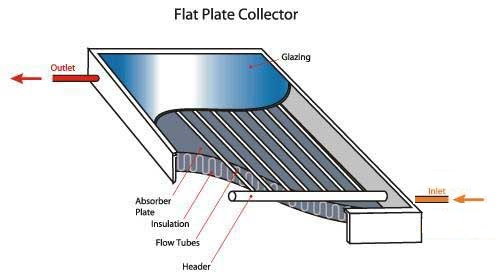 Flat Plate Collector
Glazing
Outlet
Inlet
Absorber
Plate
Insulation
Flow Tubes
Header